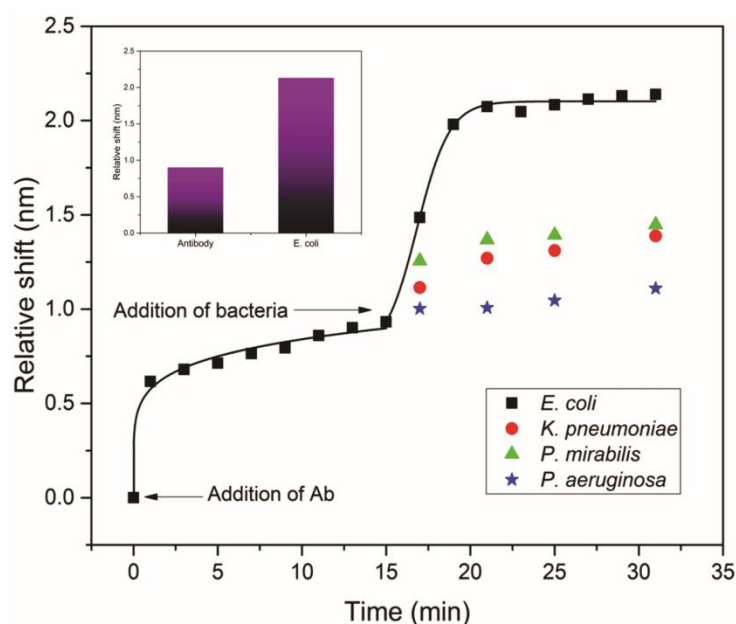 2.5
2.0
1.5
1.0
0.5
0.0
Relative shift (nm)
2.5
2.0
1.5
1.0
0.5
0.0
Relative shift (nm)
Antibody
E. coli
Addition of bacteria
Addition of Ab
E. coli
K. pneumoniae
P. mirabilis
P. aeruginosa
0 5 10 15 20 25 30 35
Time (min)